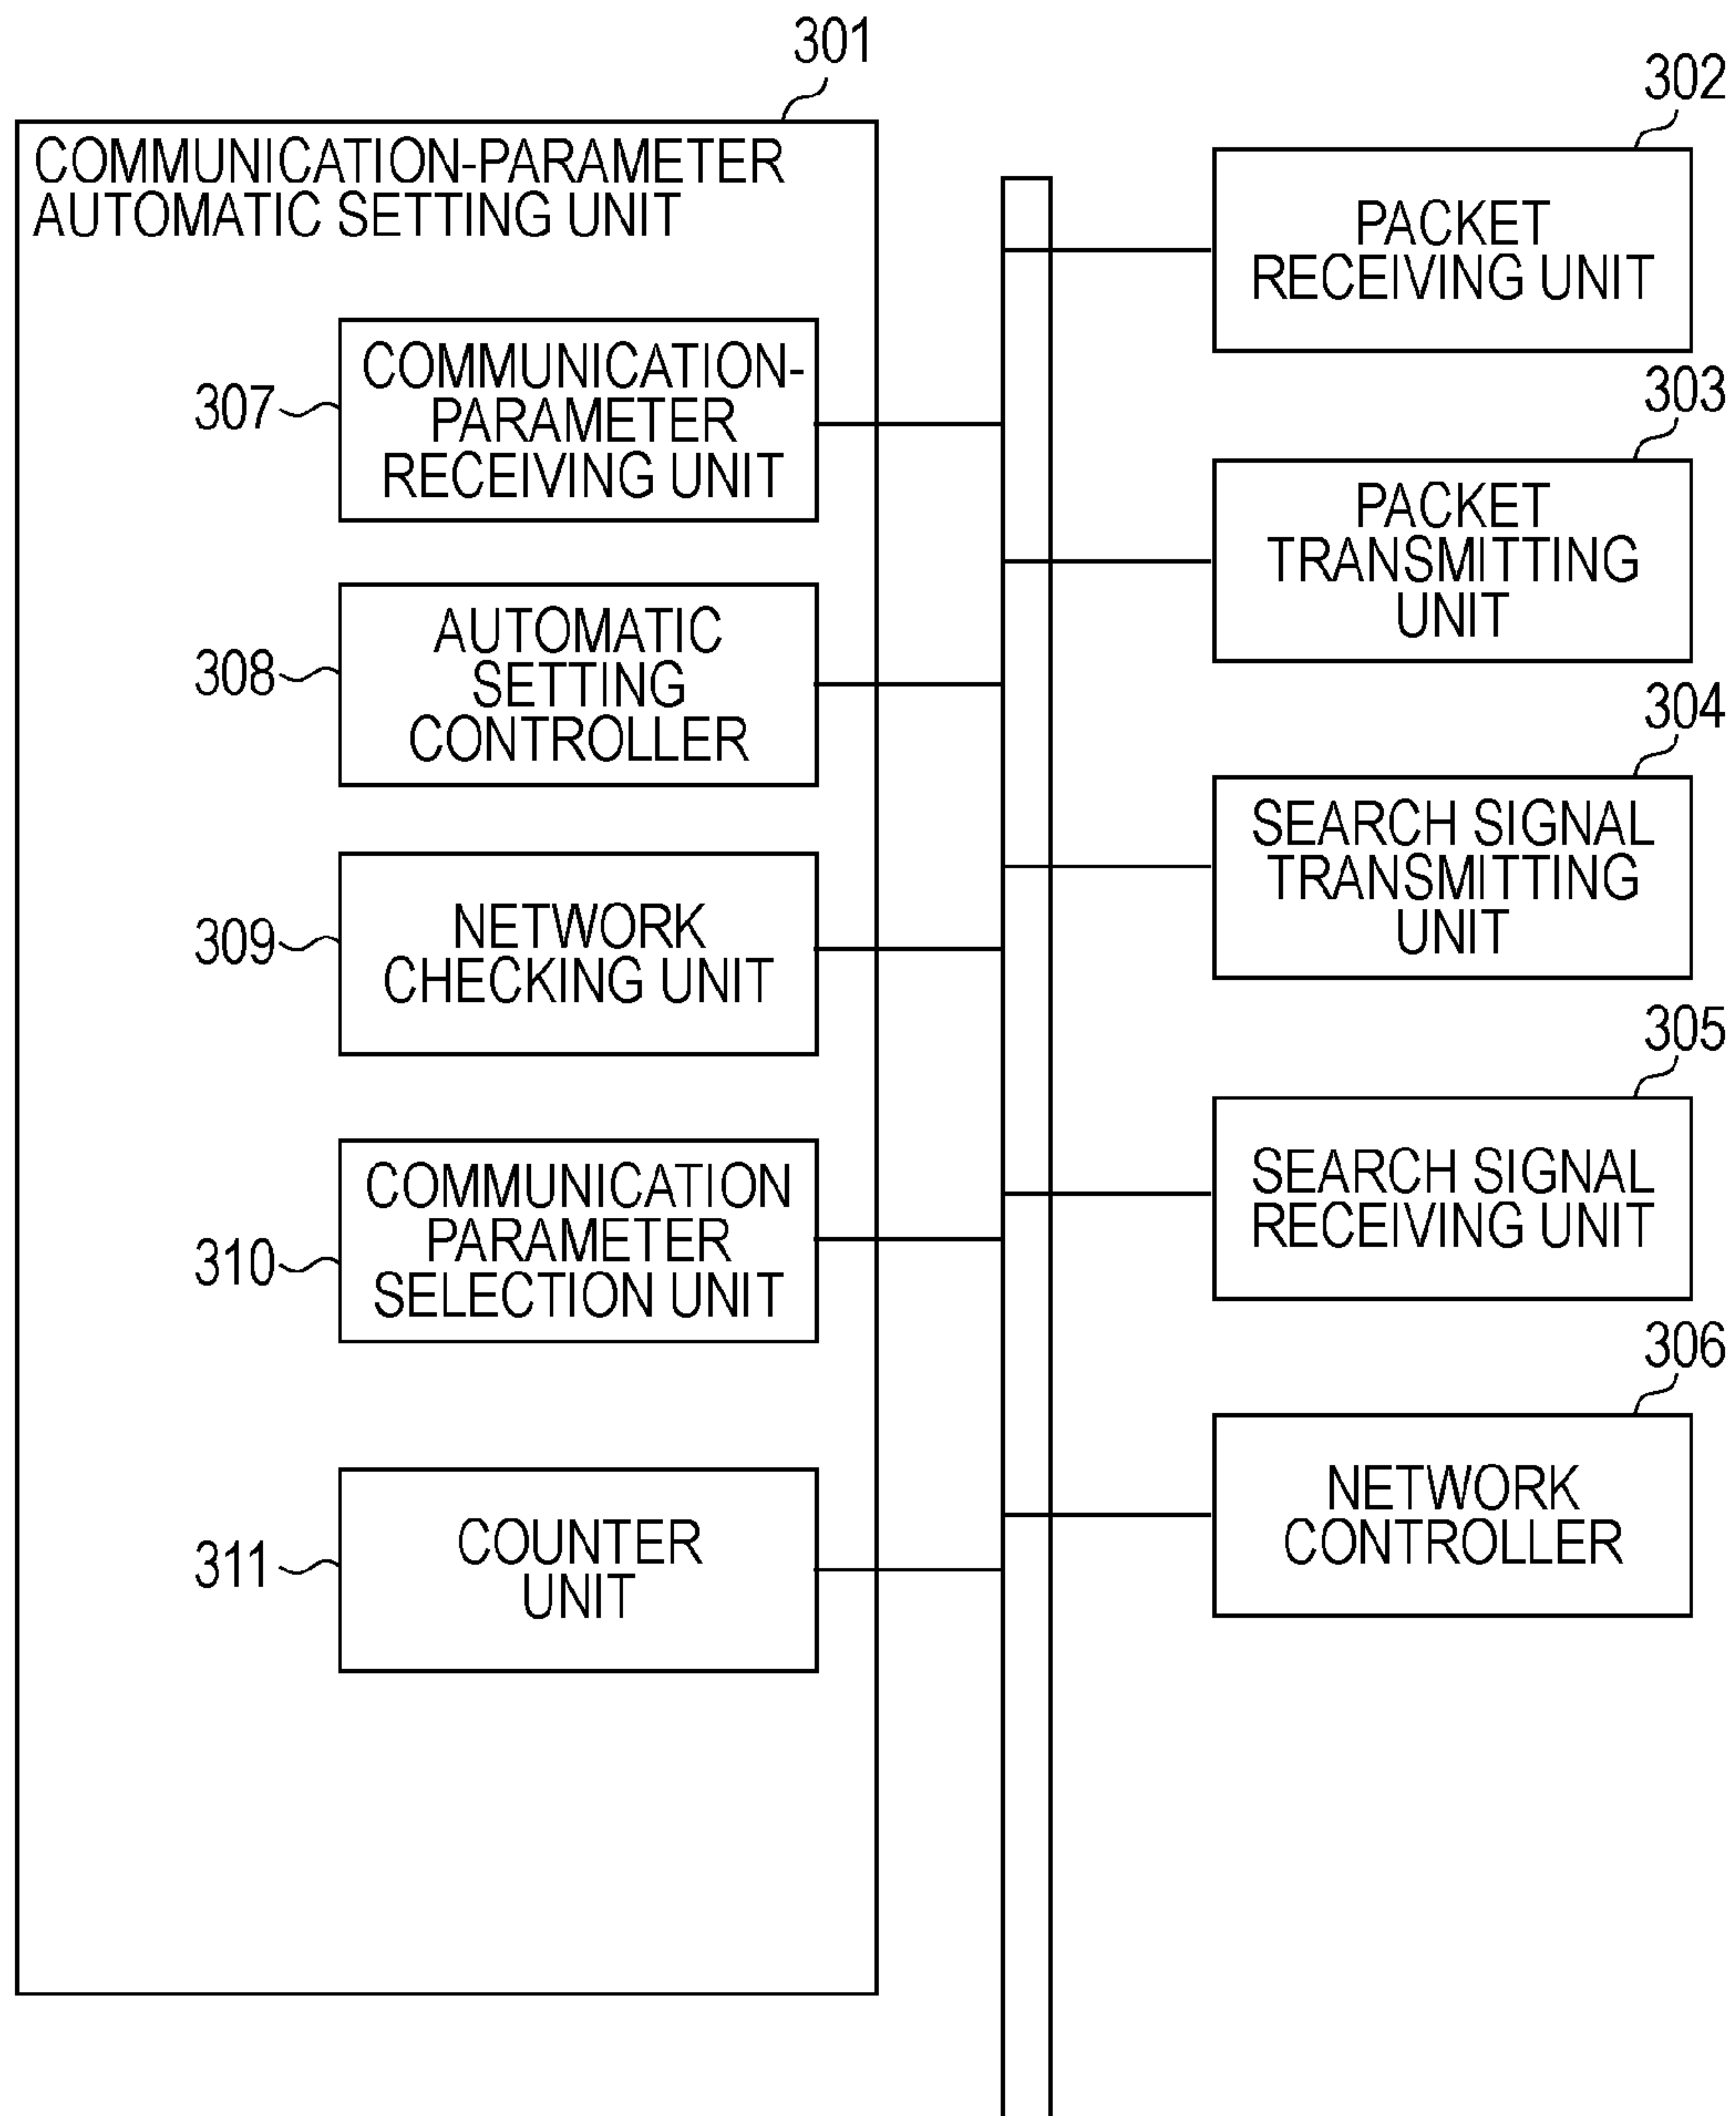 301
COMMUNICATION-PARAMETER
AUTOMATIC SETTING UNIT
307
COMMUNICATION-
PARAMETER
RECEIVING UNIT
308
AUTOMATIC
SETTING
CONTROLLER
309
NETWORK
CHECKING UNIT
310
COMMUNICATION
PARAMETER
SELECTION UNIT
311
COUNTER
UNIT
302
PACKET
RECEIVING UNIT
303
PACKET
TRANSMITTING
UNIT
304
SEARCH SIGNAL
TRANSMITTING
UNIT
305
SEARCH SIGNAL
RECEIVING UNIT
306
NETWORK
CONTROLLER